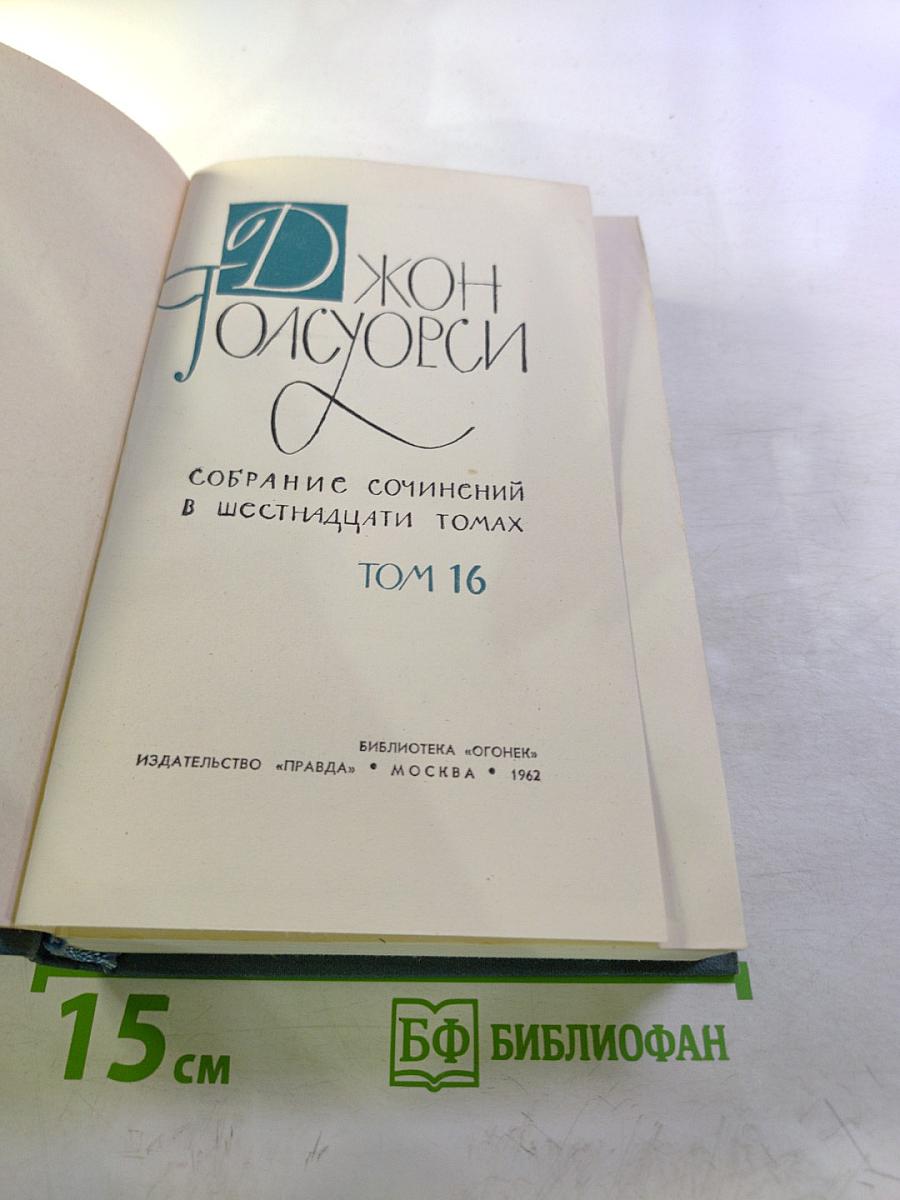 ДЖОН
ГОЛСУОРСИ
СОБРАНИЕ СОЧИНЕНИЙ
В ШЕСТНАДЦАТИ ТОМАХ
ТОМ 16
БИБЛИОТЕКА «ОГОНЕК»
ИЗДАТЕЛЬСТВО «ПРАВДА» • МОСКВА • 1962
15 см
БФ БИБЛИОФАН